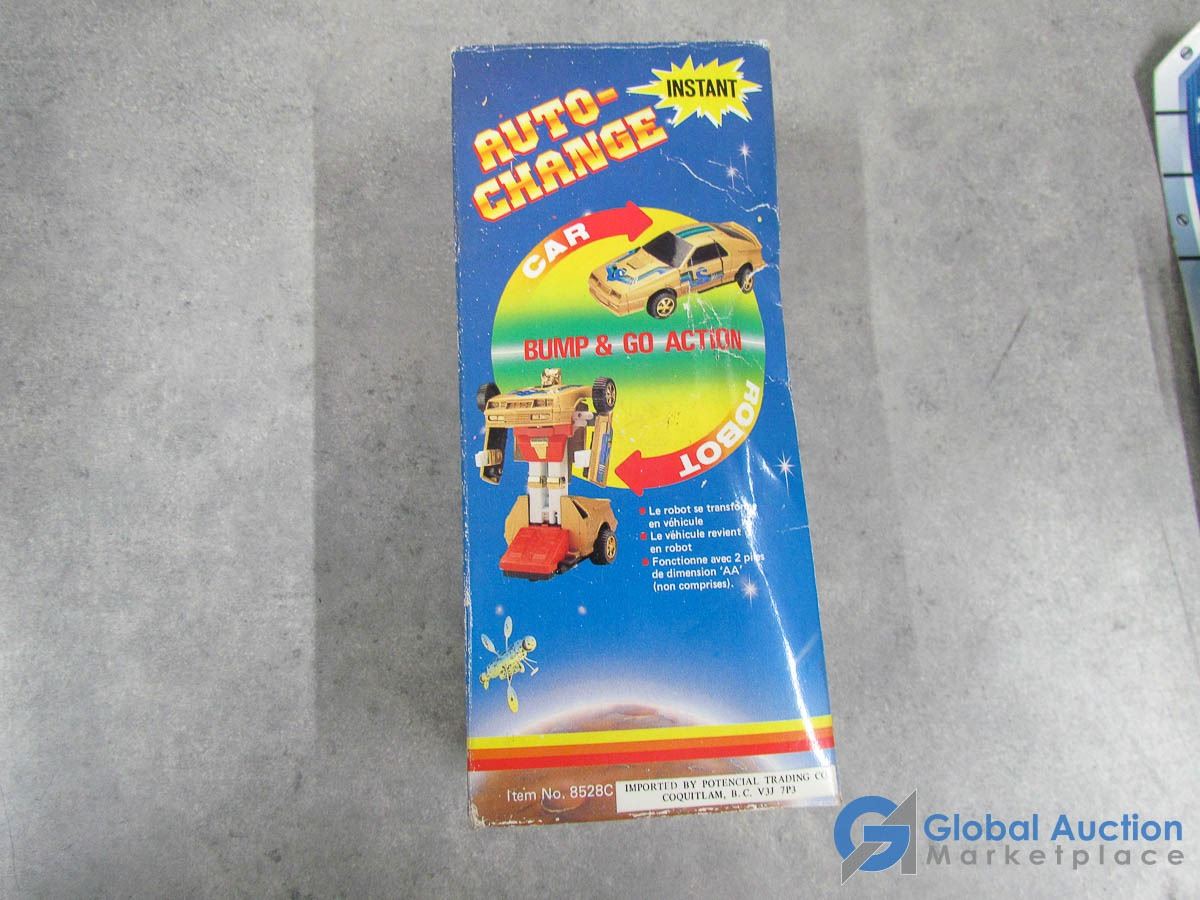 INSTANT
AUTO-
CHANGE
CAR
BUMP & GO ACTION
ROBOT
Le robot se transforme
en véhicule
Le véhicule revient
en robot
Fonctionne avec 2 piles
de dimension 'AA'
(non comprises).
Item No. 8528C
IMPORTED BY POTENCIAL TRADING CO
COQUITLAM, B. C. V3J 7P3
Global Auction
Marketplace